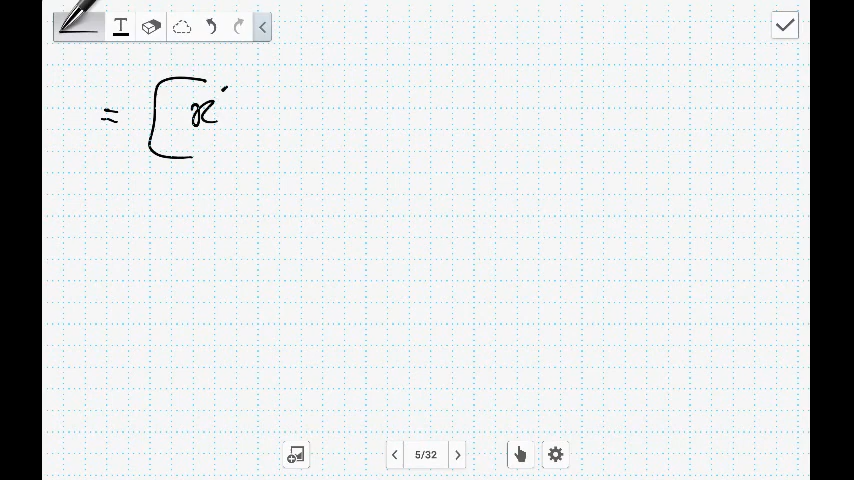 T
= [ x
5/32